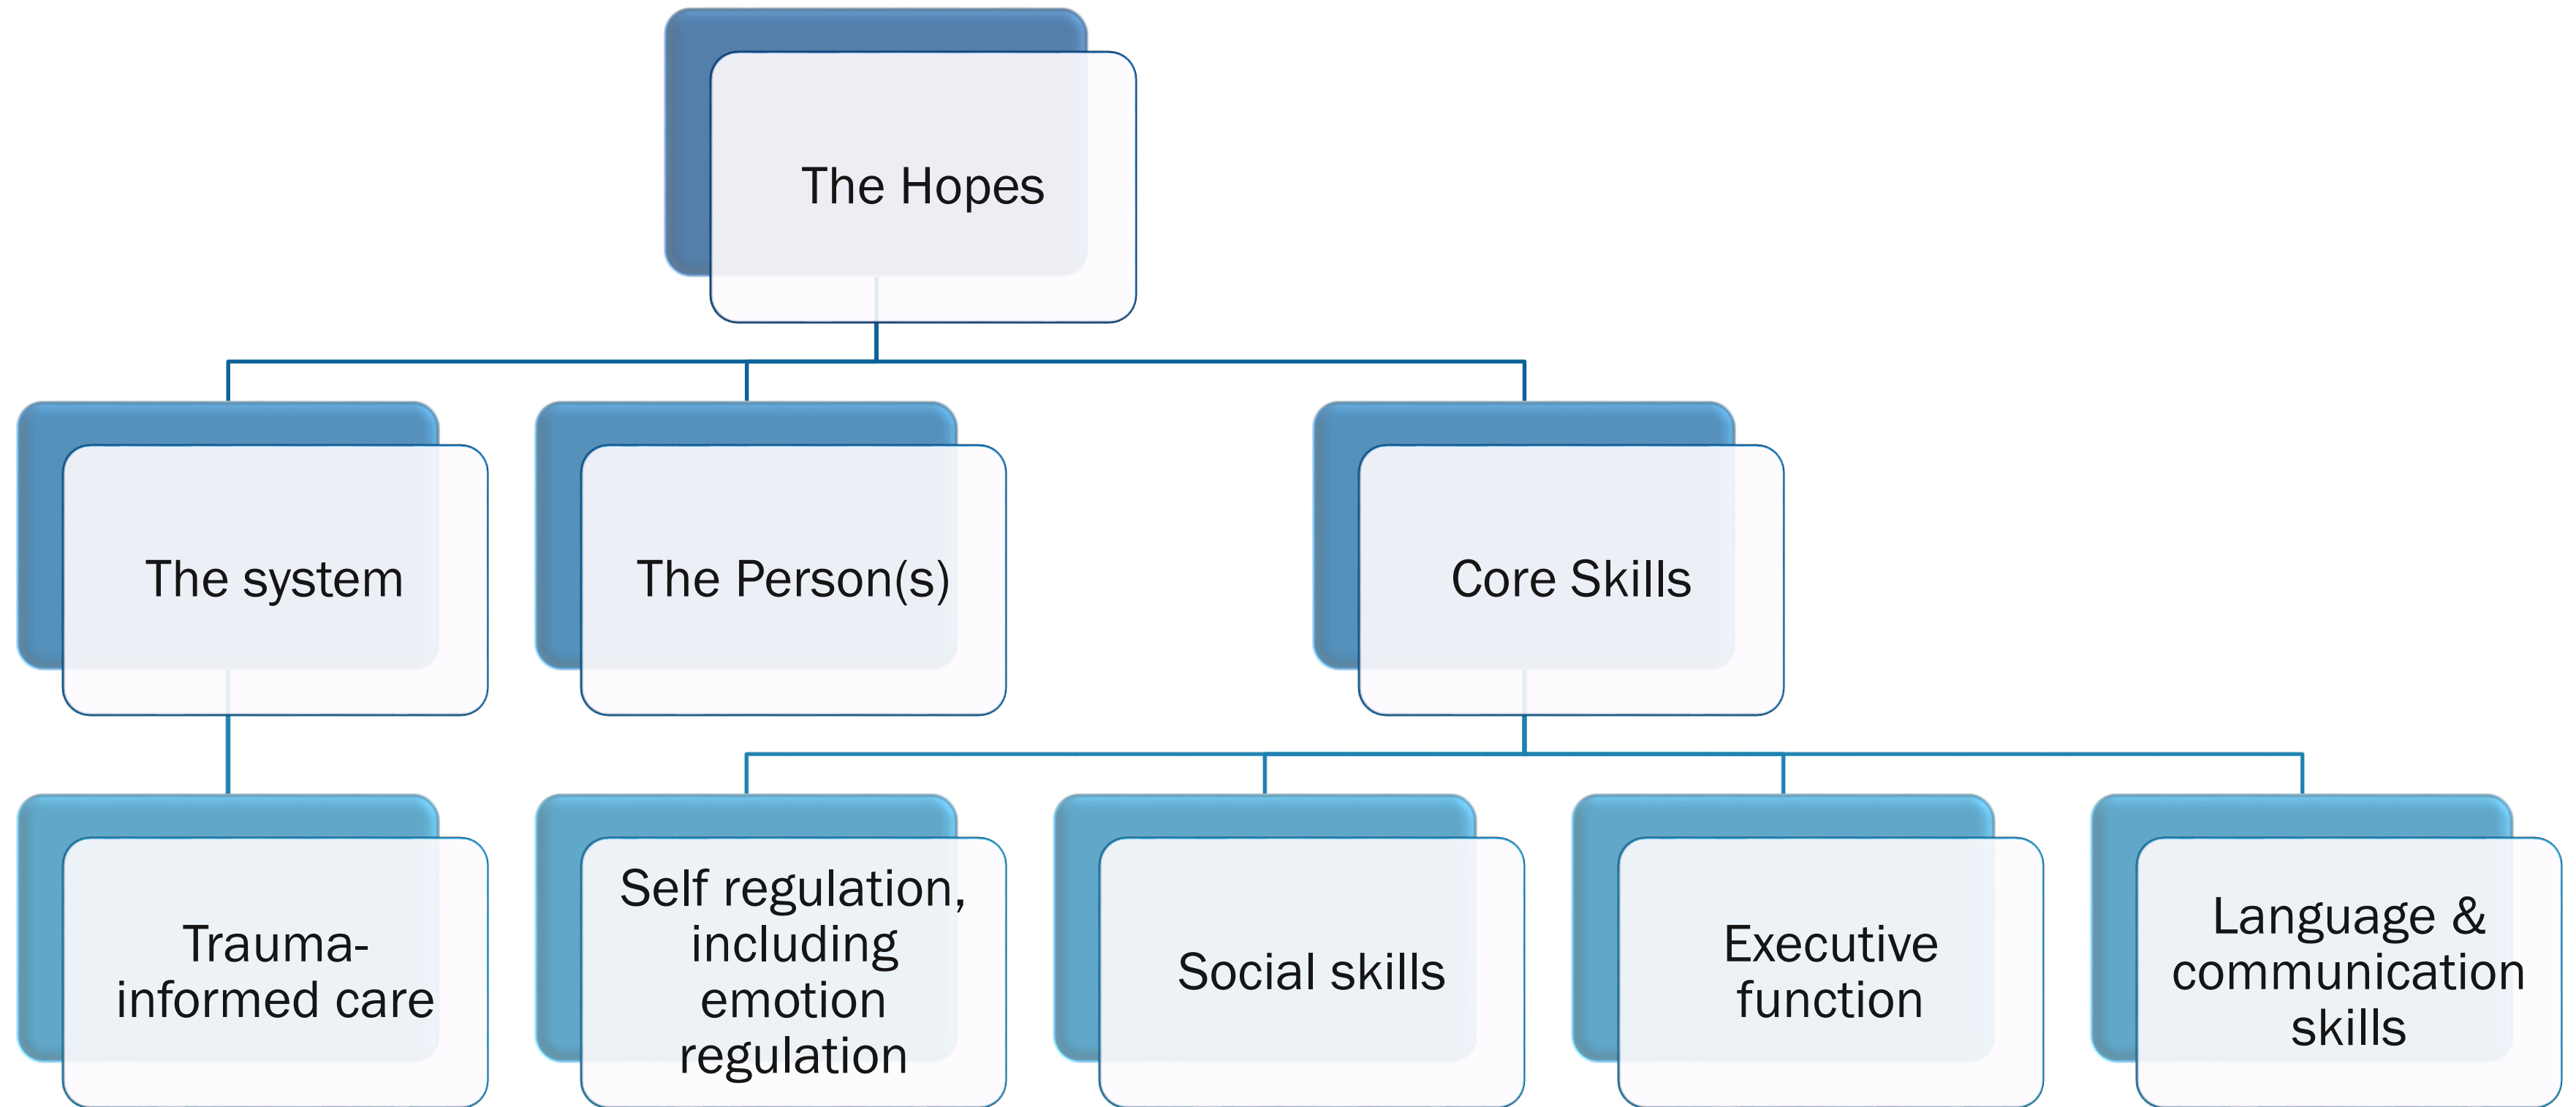 The Hopes
The system
The Person(s)
Core Skills
Trauma-
informed care
Self regulation,
including
emotion
regulation
Social skills
Executive
function
Language &
communication
skills